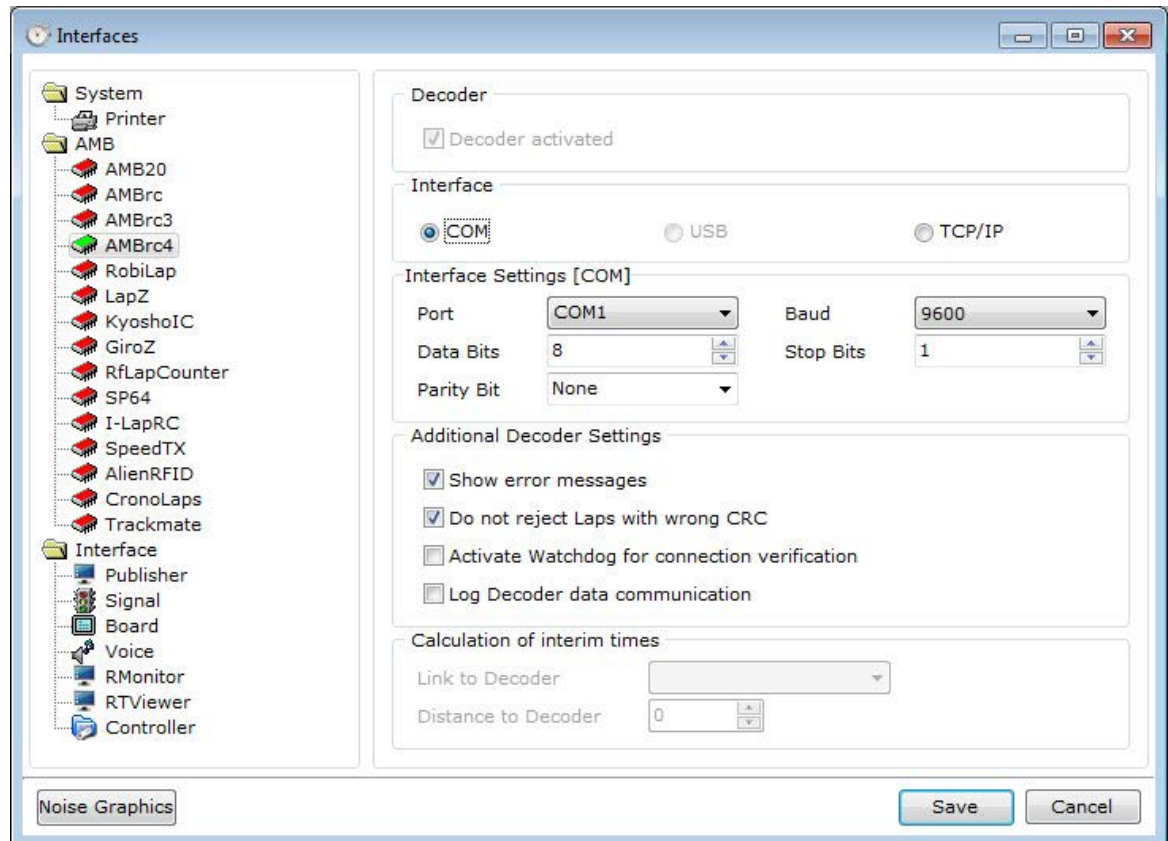 Interfaces
System
Printer
AMB
AMB20
AMBrc
AMBrc3
AMBrc4
RobiLap
LapZ
KyoshoIC
GiroZ
RfLapCounter
SP64
I-LapRC
SpeedTX
AlienRFID
CronoLaps
Trackmate
Interface
Publisher
Signal
Board
Voice
RMonitor
RTViewer
Controller
Decoder
Decoder activated
Interface
COM USB TCP/IP
Interface Settings [COM]
Port COM1 Baud 9600
Data Bits 8 Stop Bits 1
Parity Bit None
Additional Decoder Settings
Show error messages
Do not reject Laps with wrong CRC
Activate Watchdog for connection verification
Log Decoder data communication
Calculation of interim times
Link to Decoder
Distance to Decoder 0
Noise Graphics Save Cancel